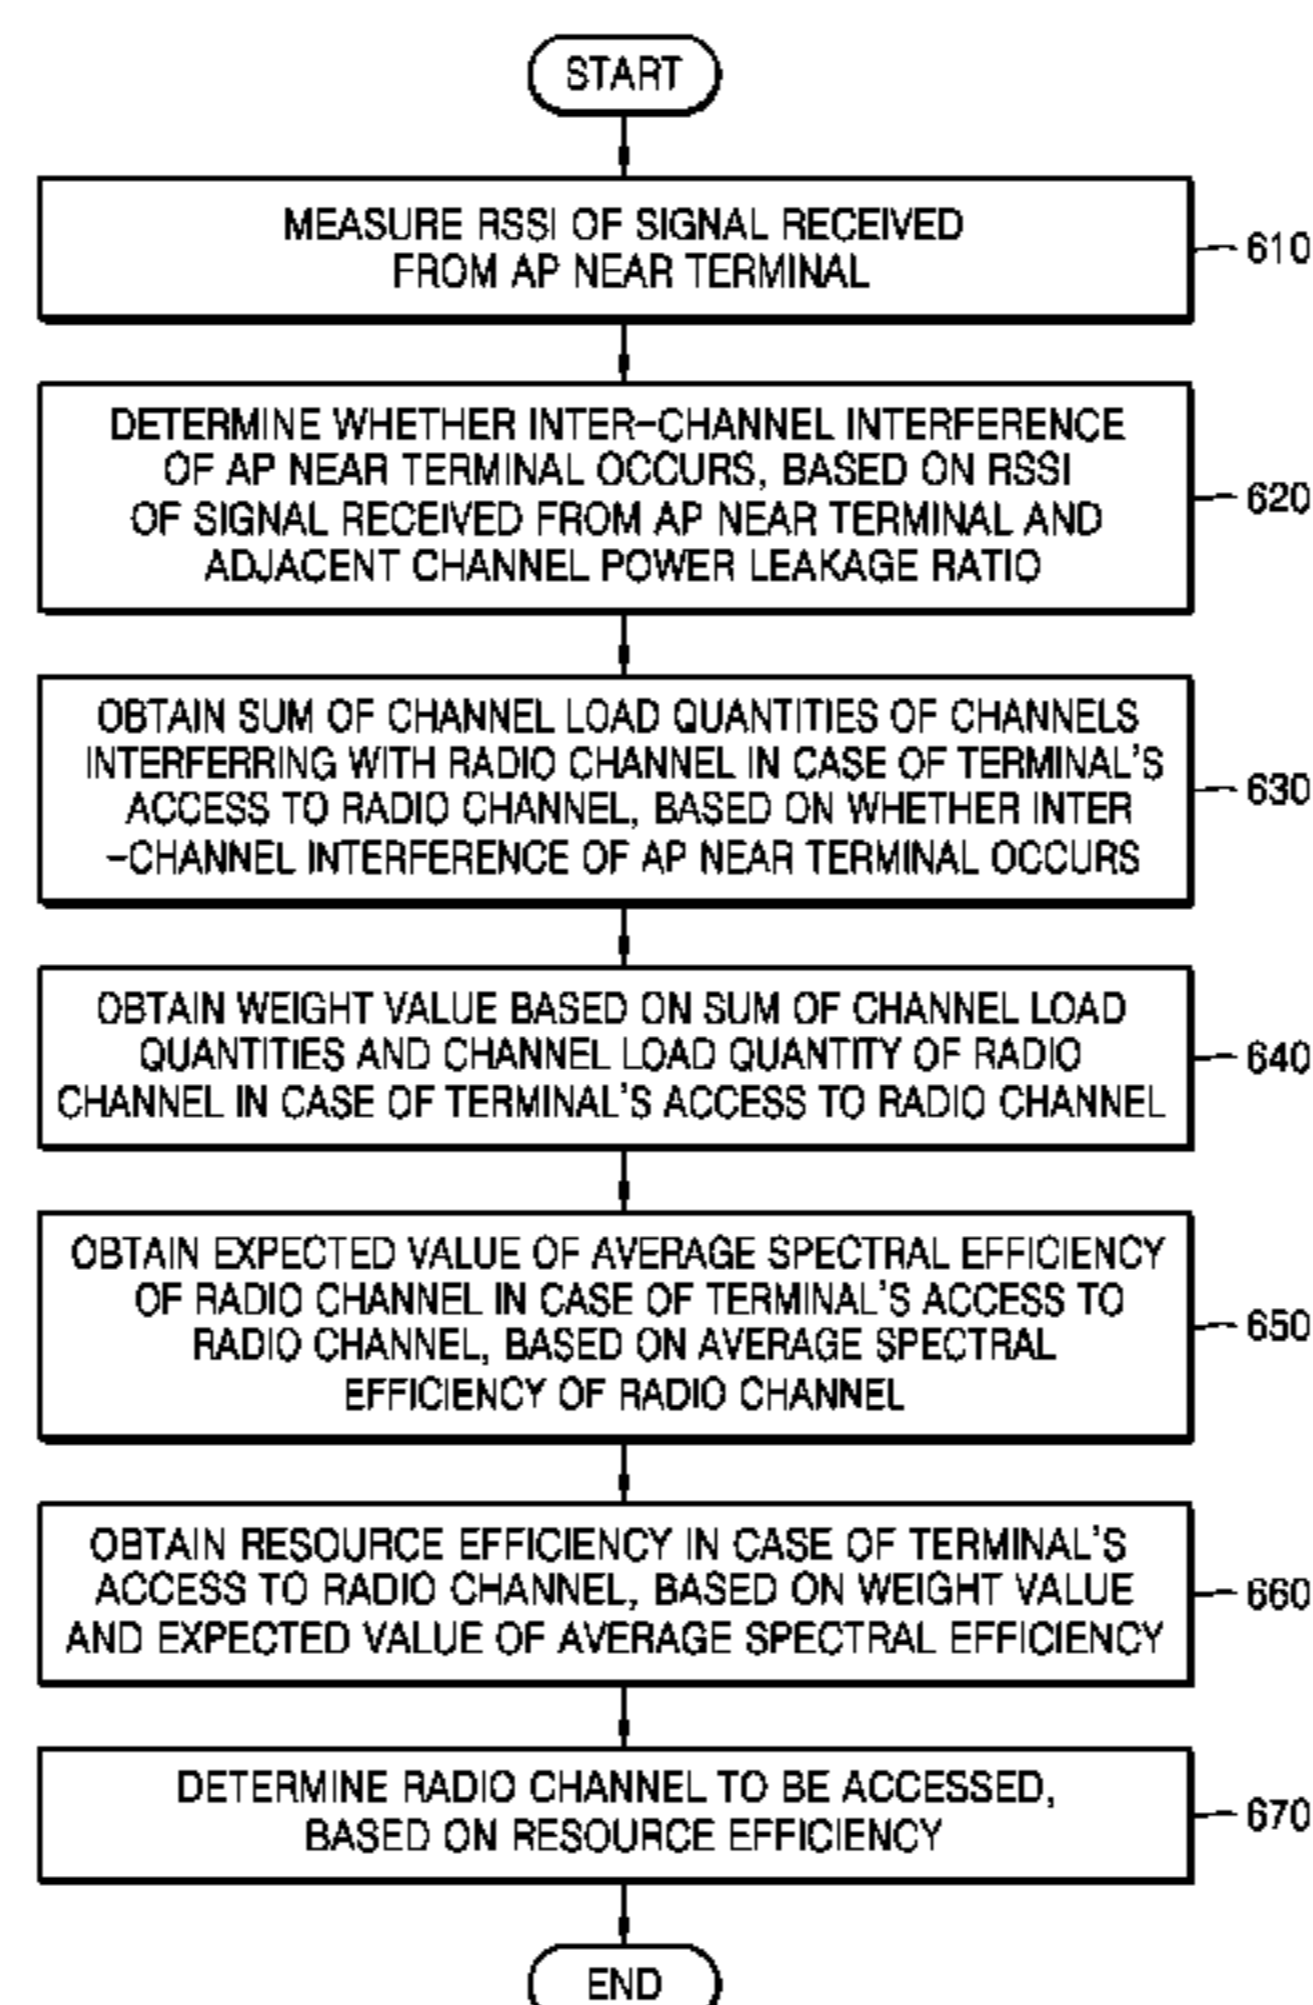 START
MEASURE RSSI OF SIGNAL RECEIVED
FROM AP NEAR TERMINAL
610
DETERMINE WHETHER INTER-CHANNEL INTERFERENCE
OF AP NEAR TERMINAL OCCURS, BASED ON RSSI
OF SIGNAL RECEIVED FROM AP NEAR TERMINAL AND
ADJACENT CHANNEL POWER LEAKAGE RATIO
620
OBTAIN SUM OF CHANNEL LOAD QUANTITIES OF CHANNELS
INTERFERRING WITH RADIO CHANNEL IN CASE OF TERMINAL'S
ACCESS TO RADIO CHANNEL, BASED ON WHETHER INTER
-CHANNEL INTERFERENCE OF AP NEAR TERMINAL OCCURS
630
OBTAIN WEIGHT VALUE BASED ON SUM OF CHANNEL LOAD
QUANTITIES AND CHANNEL LOAD QUANTITY OF RADIO
CHANNEL IN CASE OF TERMINAL'S ACCESS TO RADIO CHANNEL
640
OBTAIN EXPECTED VALUE OF AVERAGE SPECTRAL EFFICIENCY
OF RADIO CHANNEL IN CASE OF TERMINAL'S ACCESS TO
RADIO CHANNEL, BASED ON AVERAGE SPECTRAL
EFFICIENCY OF RADIO CHANNEL
650
OBTAIN RESOURCE EFFICIENCY IN CASE OF TERMINAL'S
ACCESS TO RADIO CHANNEL, BASED ON WEIGHT VALUE
AND EXPECTED VALUE OF AVERAGE SPECTRAL EFFICIENCY
660
DETERMINE RADIO CHANNEL TO BE ACCESSED,
BASED ON RESOURCE EFFICIENCY
670
END